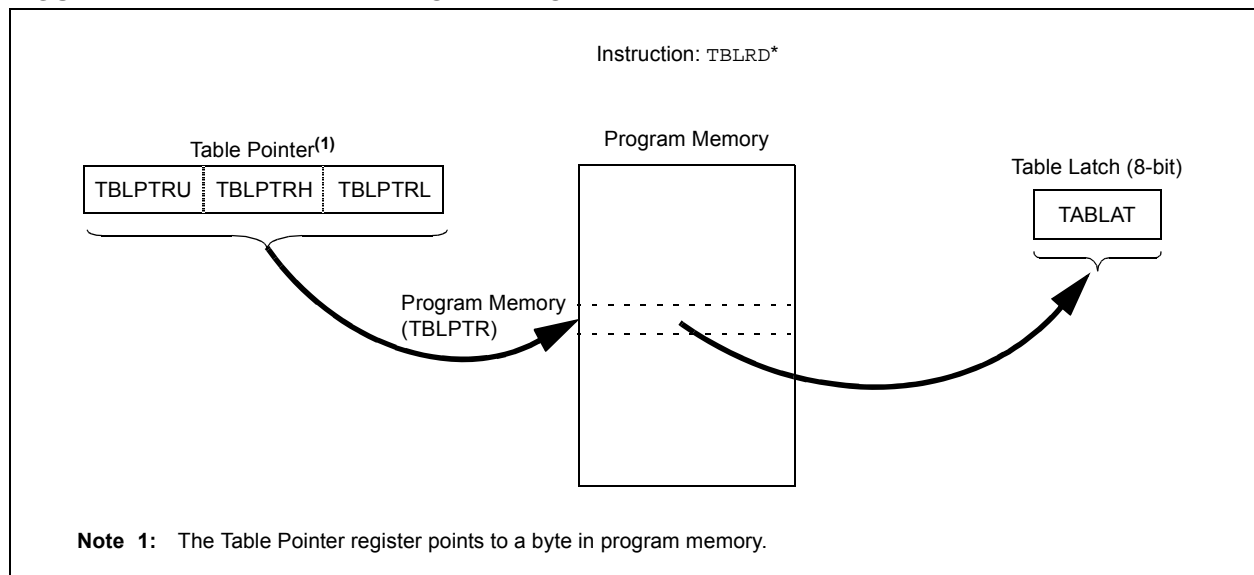 Instruction: TBLRD*
Table Pointer(1)
TBLPTRU TBLPTRH TBLPTRL
Program Memory
Table Latch (8-bit)
TABLAT
Program Memory
(TBLPTR)
Note 1: The Table Pointer register points to a byte in program memory.